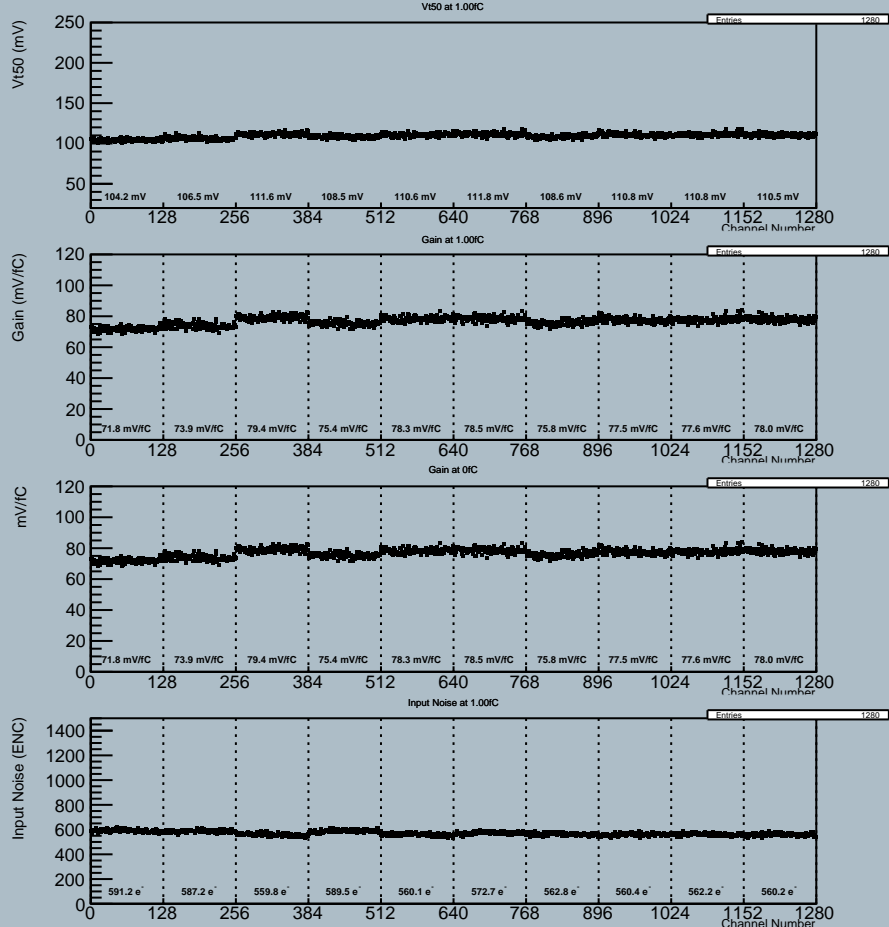 Vt50 at 1.00fC
Entries 1280
Vt50 (mV)
250
200
150
100
50
104.2 mV 106.5 mV 111.6 mV 108.5 mV 110.6 mV 111.8 mV 108.6 mV 110.8 mV 110.8 mV 110.5 mV
0 128 256 384 512 640 768 896 1024 1152 1280
Channel Number
Gain at 1.00fC
Entries 1280
Gain (mV/fC)
120
100
80
60
40
20
0
71.8 mV/fC 73.9 mV/fC 79.4 mV/fC 75.4 mV/fC 78.3 mV/fC 78.5 mV/fC 75.8 mV/fC 77.5 mV/fC 77.6 mV/fC 78.0 mV/fC
0 128 256 384 512 640 768 896 1024 1152 1280
Channel Number
Gain at 0fC
Entries 1280
mV/fC
120
100
80
60
40
20
0
71.8 mV/fC 73.9 mV/fC 79.4 mV/fC 75.4 mV/fC 78.3 mV/fC 78.5 mV/fC 75.8 mV/fC 77.5 mV/fC 77.6 mV/fC 78.0 mV/fC
0 128 256 384 512 640 768 896 1024 1152 1280
Channel Number
Input Noise at 1.00fC
Entries 1280
Input Noise (ENC)
1400
1200
1000
800
600
400
200
0
591.2 e⁻ 587.2 e⁻ 559.8 e⁻ 589.5 e⁻ 560.1 e⁻ 572.7 e⁻ 562.8 e⁻ 560.4 e⁻ 562.2 e⁻ 560.2 e⁻
0 128 256 384 512 640 768 896 1024 1152 1280
Channel Number